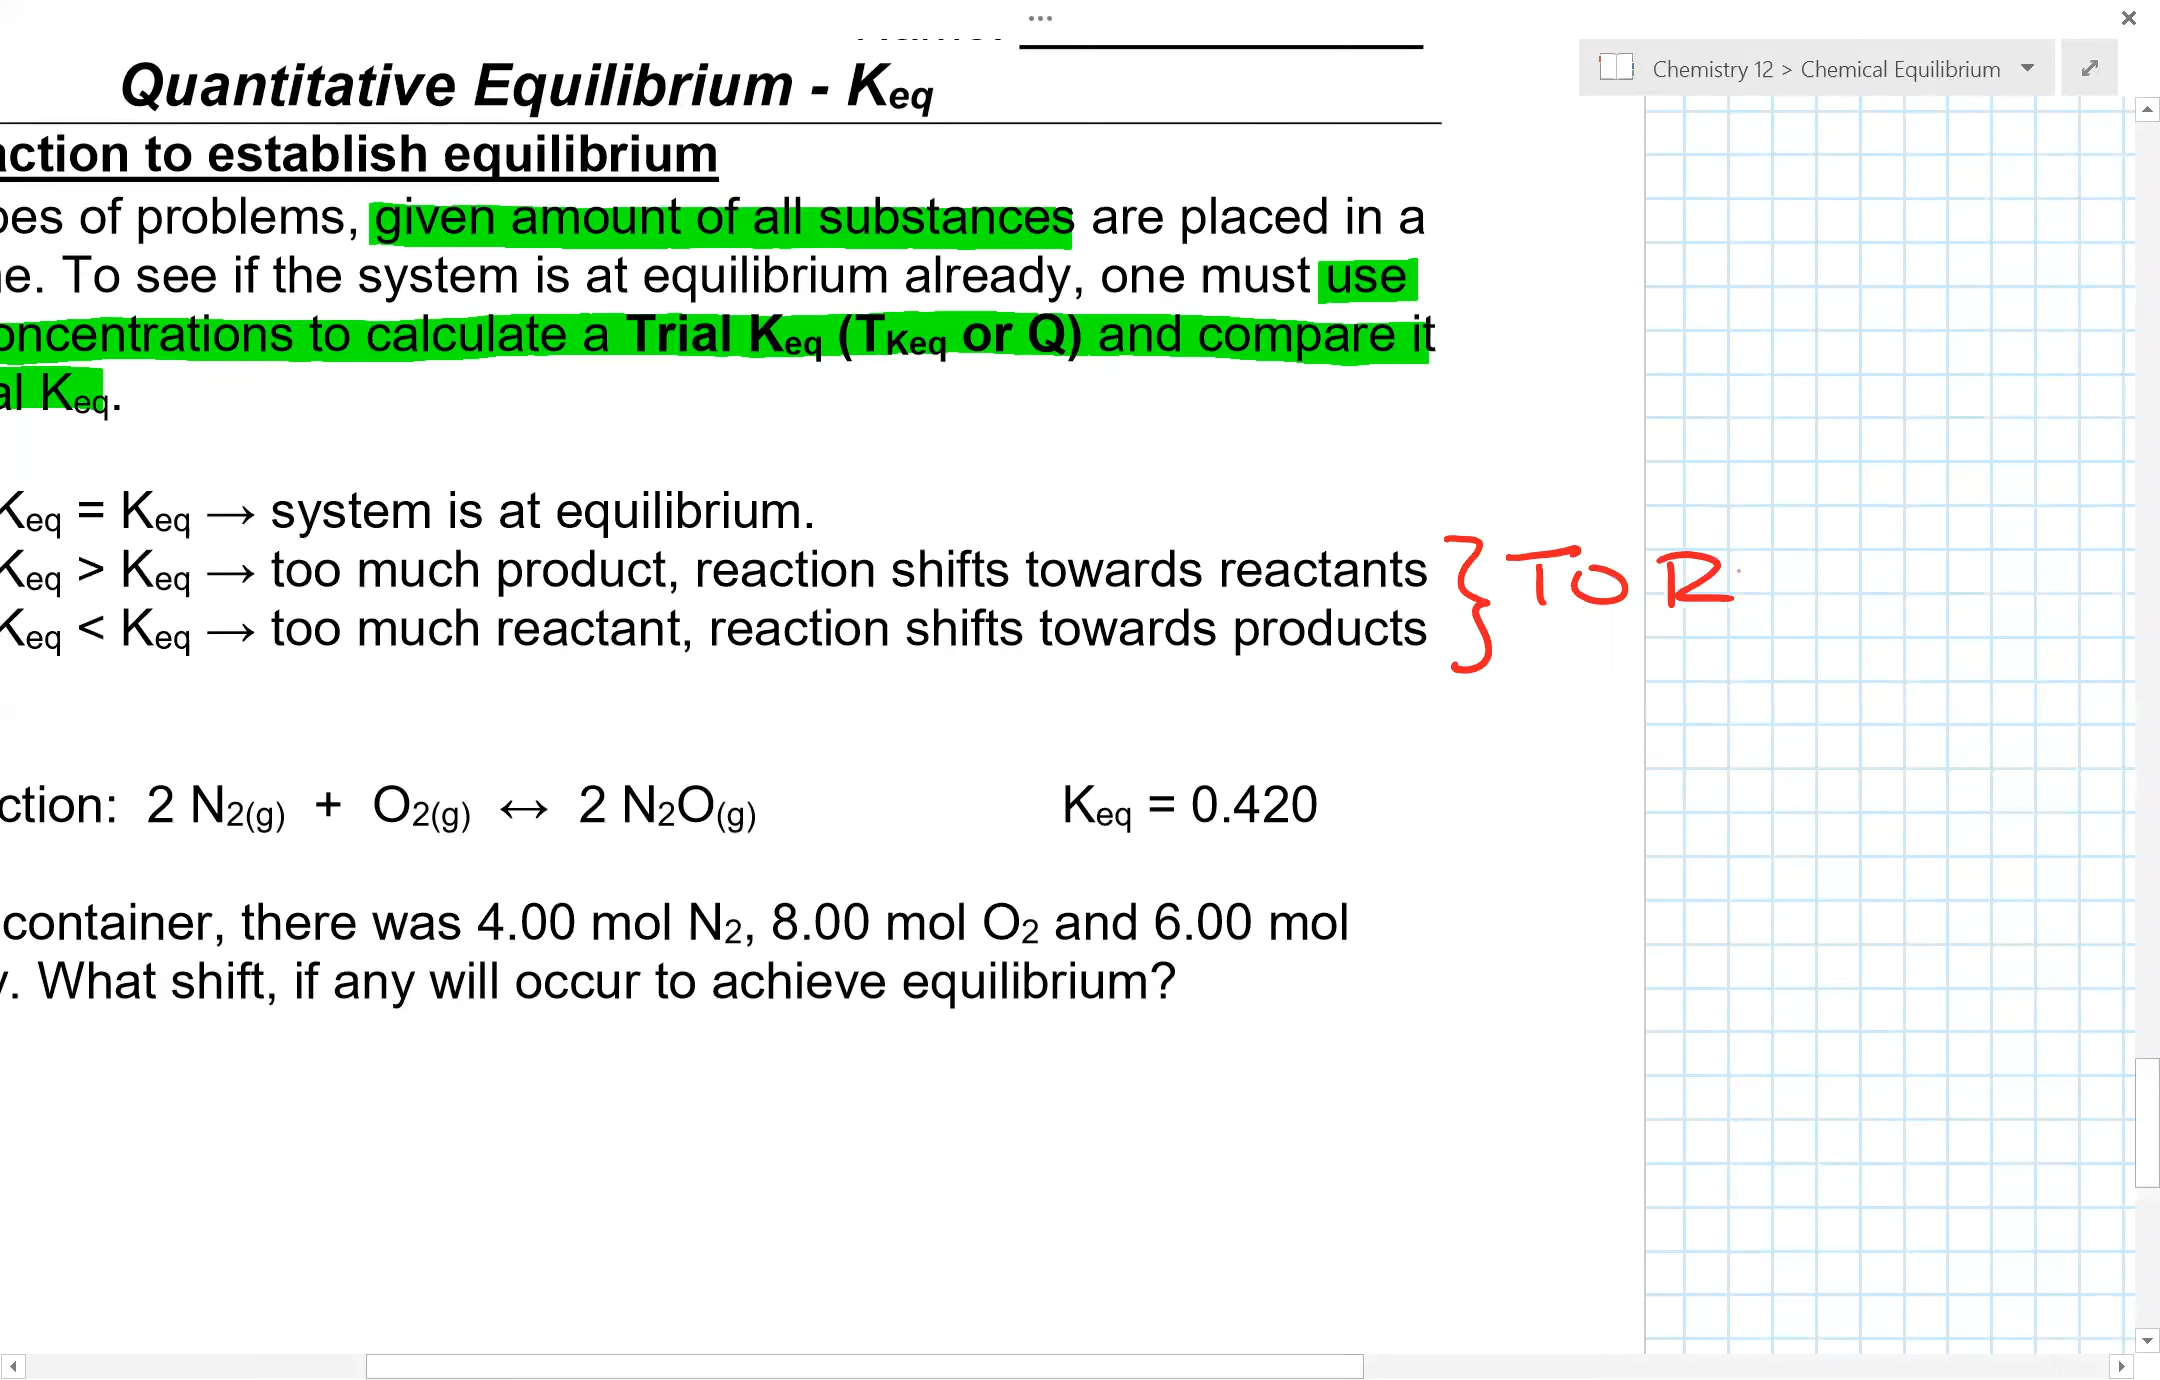 Chemistry 12 > Chemical Equilibrium
Quantitative Equilibrium - Keq
action to establish equilibrium
pes of problems, given amount of all substances are placed in a
e. To see if the system is at equilibrium already, one must use
oncentrations to calculate a Trial Keq (TKeq or Q) and compare it
al Keq.
Keq = Keq → system is at equilibrium.
Keq > Keq → too much product, reaction shifts towards reactants
Keq < Keq → too much reactant, reaction shifts towards products
} TO R
ction: 2 N2(g) + O2(g) ↔ 2 N2O(g) Keq = 0.420
container, there was 4.00 mol N2, 8.00 mol O2 and 6.00 mol
. What shift, if any will occur to achieve equilibrium?